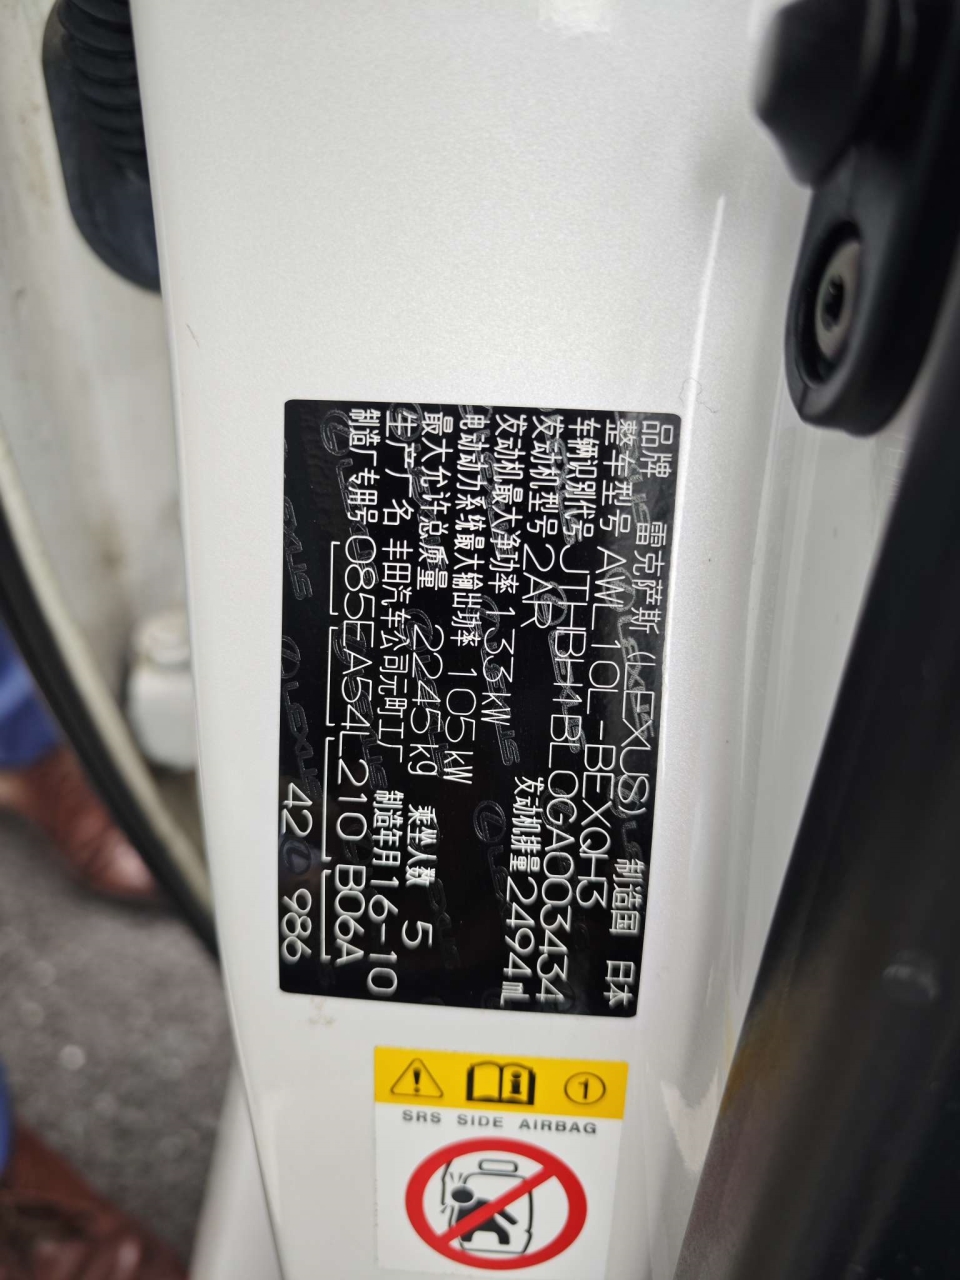 品牌 雷克萨斯 (LEXUS) 制造国 日本
整车型号 AWL10L-BEXQH3
车辆识别代号 JTHBH1BL0GA003434
发动机型号 2AR 发动机排量 2494mL
发动机最大净功率 133kW
电动动力系统最大输出功率 105kW
最大允许总质量 2245kg 乘坐人数 5
生产厂名 丰田汽车公司元町工厂 制造年月 16-10
制造厂专用号 085EA54L210B06A
42C 986
SRS SIDE AIRBAG